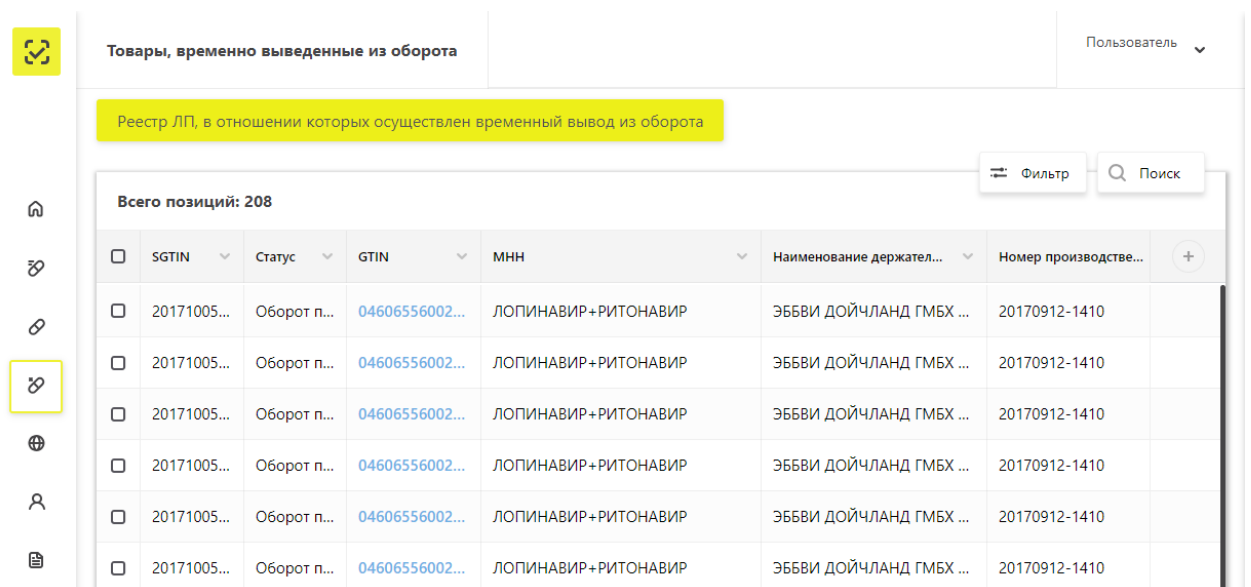 Товары, временно выведенные из оборота
Пользователь
Реестр ЛП, в отношении которых осуществлен временный вывод из оборота
Фильтр Поиск
Всего позиций: 208
SGTIN Статус GTIN МНН Наименование держател... Номер производстве... +
20171005... Оборот п... 04606556002... ЛОПИНАВИР+РИТОНАВИР ЭББВИ ДОЙЧЛАНД ГМБХ ... 20170912-1410
20171005... Оборот п... 04606556002... ЛОПИНАВИР+РИТОНАВИР ЭББВИ ДОЙЧЛАНД ГМБХ ... 20170912-1410
20171005... Оборот п... 04606556002... ЛОПИНАВИР+РИТОНАВИР ЭББВИ ДОЙЧЛАНД ГМБХ ... 20170912-1410
20171005... Оборот п... 04606556002... ЛОПИНАВИР+РИТОНАВИР ЭББВИ ДОЙЧЛАНД ГМБХ ... 20170912-1410
20171005... Оборот п... 04606556002... ЛОПИНАВИР+РИТОНАВИР ЭББВИ ДОЙЧЛАНД ГМБХ ... 20170912-1410
20171005... Оборот п... 04606556002... ЛОПИНАВИР+РИТОНАВИР ЭББВИ ДОЙЧЛАНД ГМБХ ... 20170912-1410